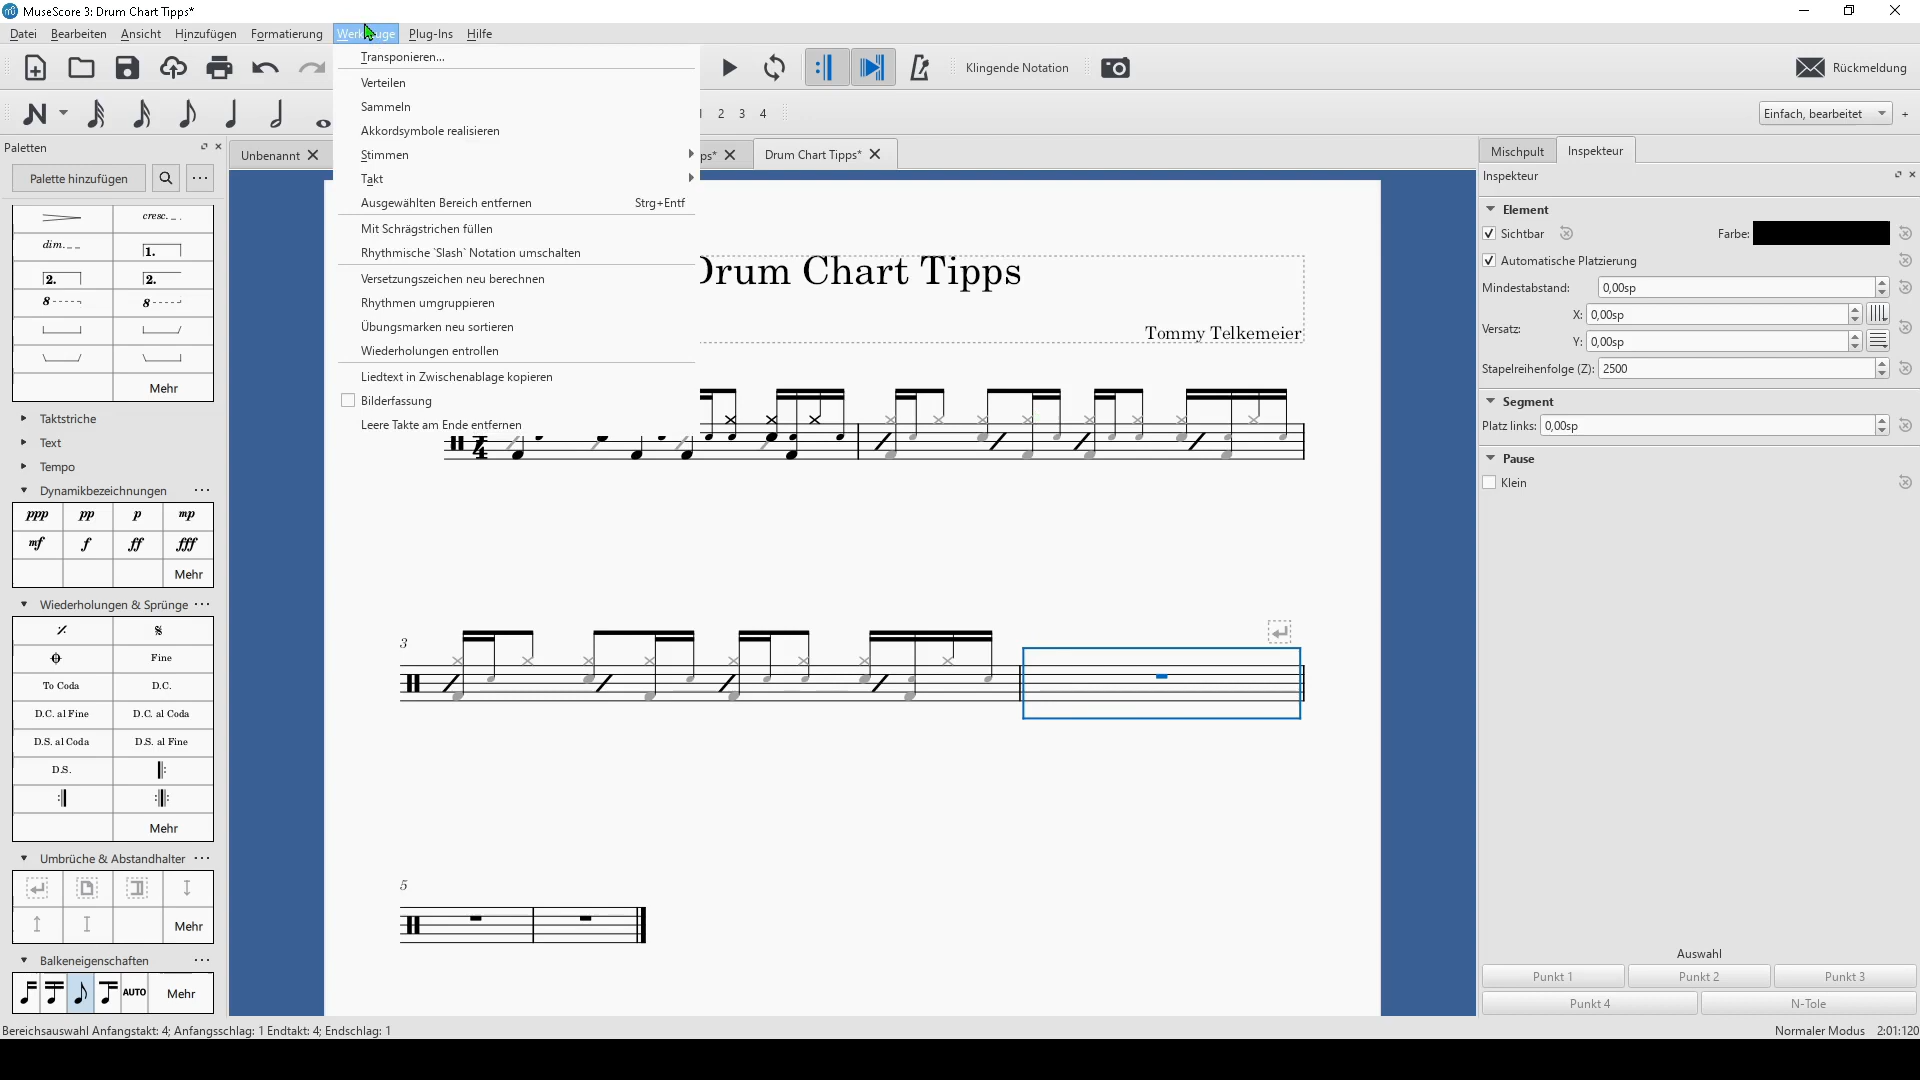 MuseScore 3: Drum Chart Tipps*
Datei Bearbeiten Ansicht Hinzufügen Formatierung Werkzeuge Plug-Ins Hilfe
Transponieren...
Verteilen
Sammeln
Akkordsymbole realisieren
Stimmen
Takt
Ausgewählten Bereich entfernen Strg+Entf
Mit Schrägstrichen füllen
Rhythmische `Slash` Notation umschalten
Versetzungszeichen neu berechnen
Rhythmen umgruppieren
Übungsmarken neu sortieren
Wiederholungen entrollen
Liedtext in Zwischenablage kopieren
Bilderfassung
Leere Takte am Ende entfernen
Klingende Notation
Rückmeldung
2 3 4
Einfach, bearbeitet +
Paletten
Palette hinzufügen ...
cresc. _ .
dim. _ _
1.
2. 2.
8 8
Mehr
Taktstriche
Text
Tempo
Dynamikbezeichnungen ...
ppp pp p mp
mf f ff fff
Mehr
Wiederholungen & Sprünge ...
Fine
To Coda D.C.
D.C. al Fine D.C. al Coda
D.S. al Coda D.S. al Fine
D.S.
Mehr
Umbrüche & Abstandhalter ...
Mehr
Balkeneigenschaften ...
AUTO Mehr
Unbenannt
ps*
Drum Chart Tipps*
Drum Chart Tipps
Tommy Telkemeier
4
3
5
Mischpult Inspekteur
Inspekteur
Element
Sichtbar Farbe:
Automatische Platzierung
Mindestabstand: 0,00sp
Versatz: X: 0,00sp
Y: 0,00sp
Stapelreihenfolge (Z): 2500
Segment
Platz links: 0,00sp
Pause
Klein
Auswahl
Punkt 1 Punkt 2 Punkt 3
Punkt 4 N-Tole
Bereichsauswahl Anfangstakt: 4; Anfangsschlag: 1 Endtakt: 4; Endschlag: 1
Normaler Modus 2:01:120